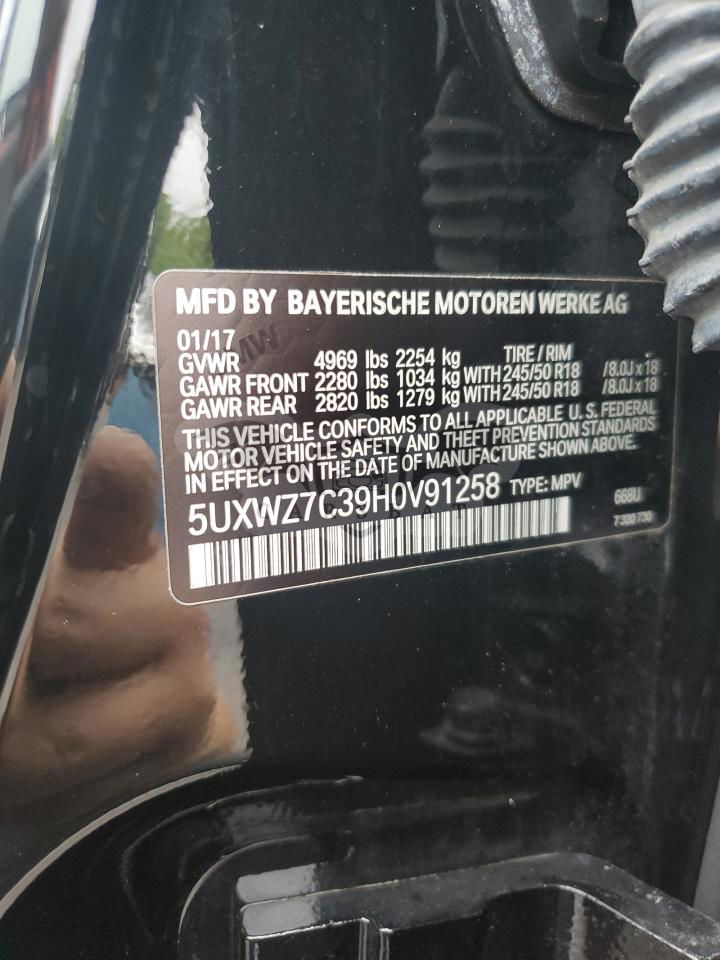 MFD BY BAYERISCHE MOTOREN WERKE AG
01/17
GVWR 4969 lbs 2254 kg TIRE / RIM
GAWR FRONT 2280 lbs 1034 kg WITH 245/50 R18 / 8.0J x 18
GAWR REAR 2820 lbs 1279 kg WITH 245/50 R18 / 8.0J x 18
THIS VEHICLE CONFORMS TO ALL APPLICABLE U.S. FEDERAL
MOTOR VEHICLE SAFETY AND THEFT PREVENTION STANDARDS
IN EFFECT ON THE DATE OF MANUFACTURE SHOWN ABOVE.
5UXWZ7C39H0V91258 TYPE: MPV 668U
7 320 730